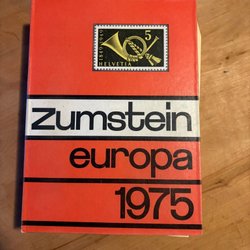 5
HELVETIA
zumstein
europa
1975